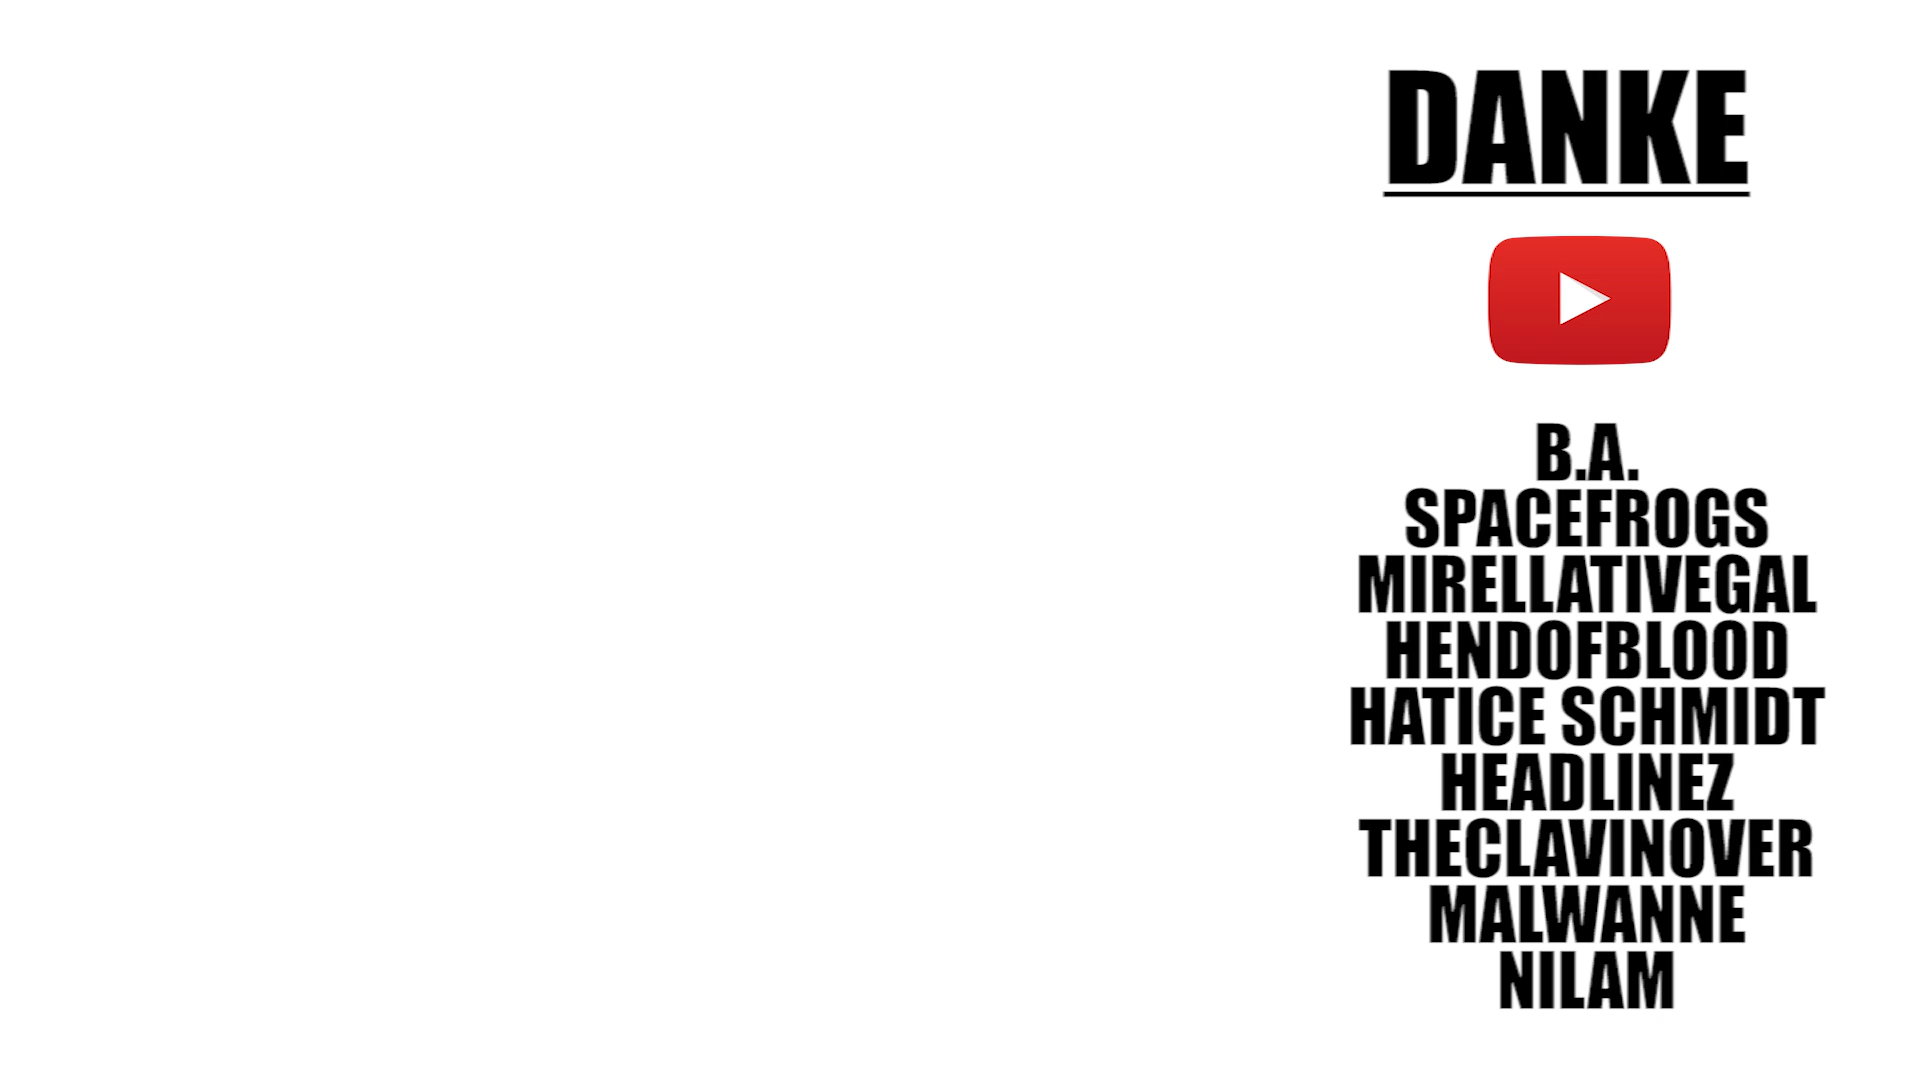 DANKE
B.A.
SPACEFROGS
MIRELLATIVEGAL
HENDOFBLOOD
HATICE SCHMIDT
HEADLINEZ
THECLAVINOVER
MALWANNE
NILAM